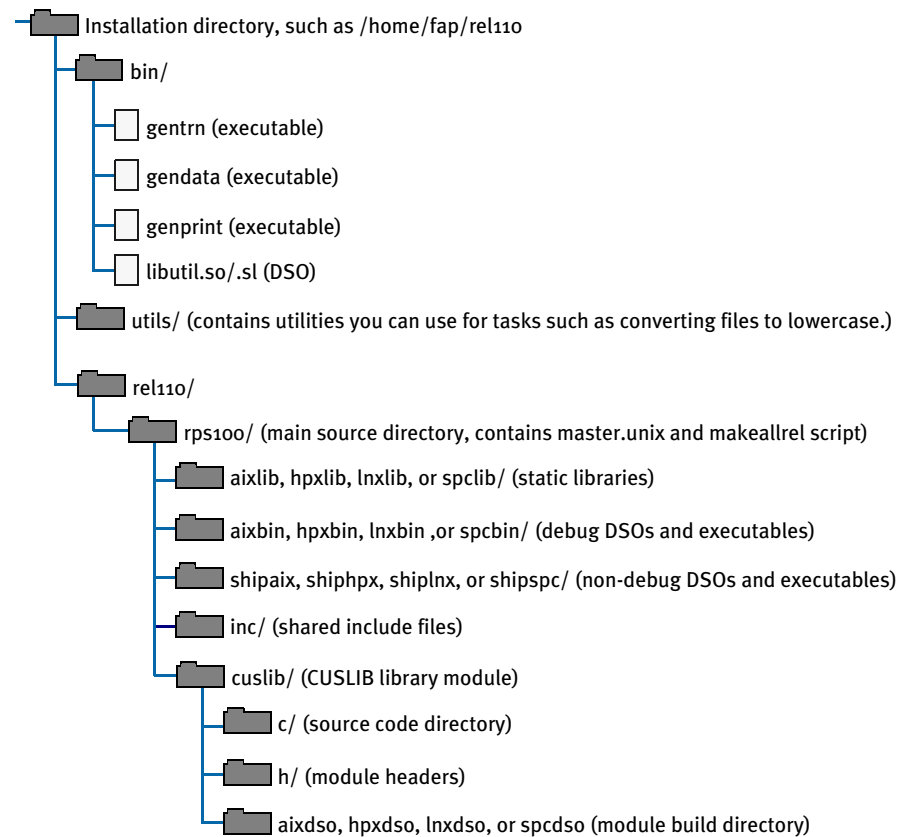 Installation directory, such as /home/fap/rel110
bin/
gentrn (executable)
gendata (executable)
genprint (executable)
libutil.so/.sl (DSO)
utils/ (contains utilities you can use for tasks such as converting files to lowercase.)
rel110/
rps100/ (main source directory, contains master.unix and makeallrel script)
aixlib, hpxlib, lnxlib, or spclib/ (static libraries)
aixbin, hpxbin, lnxbin ,or spcbin/ (debug DSOs and executables)
shipaix, shiphpx, shiplnx, or shipspc/ (non-debug DSOs and executables)
inc/ (shared include files)
cuslib/ (CUSLIB library module)
c/ (source code directory)
h/ (module headers)
aixdso, hpxdso, lnxdso, or spcdso (module build directory)